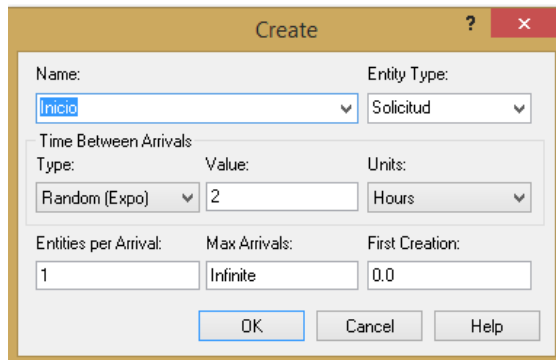 Create
? ×
Name: Entity Type:
Inicio Solicitud
Time Between Arrivals
Type: Value: Units:
Random (Expo) 2 Hours
Entities per Arrival: Max Arrivals: First Creation:
1 Infinite 0.0
OK Cancel Help